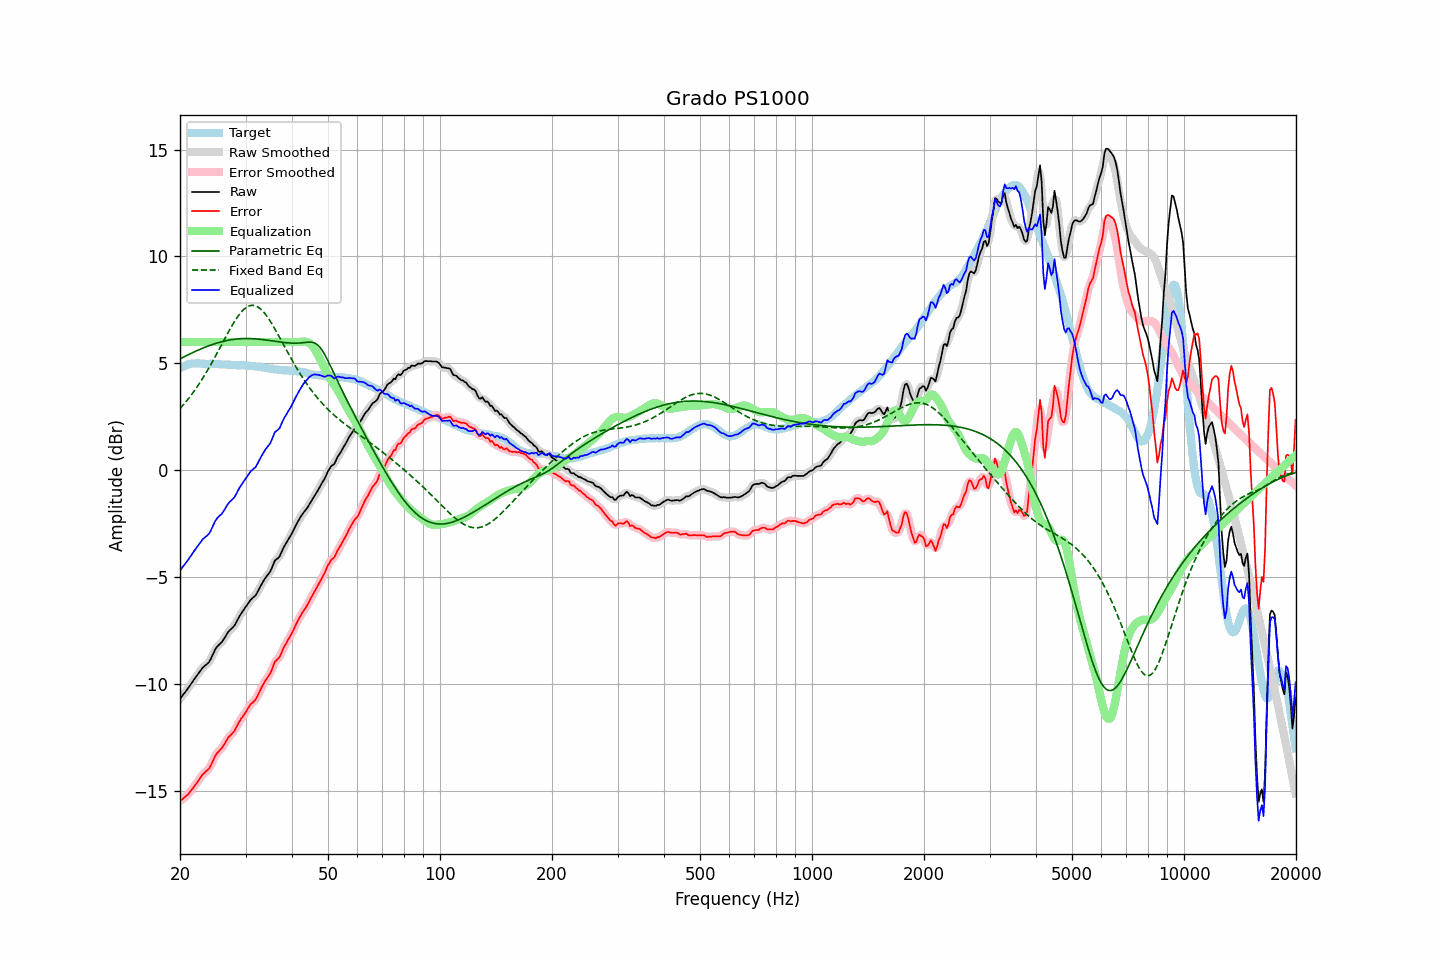 Grado PS1000
Target
Raw Smoothed
Error Smoothed
Raw
Error
Equalization
Parametric Eq
Fixed Band Eq
Equalized
Amplitude (dBr)
15
10
5
0
−5
−10
−15
20 50 100 200 500 1000 2000 5000 10000 20000
Frequency (Hz)